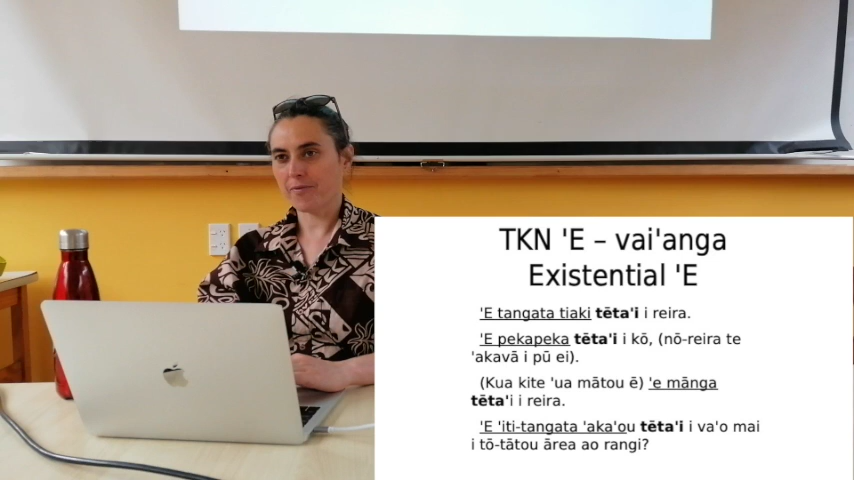 TKN 'E – vai'anga
Existential 'E
'E tangata tiaki tēta'i i reira.
'E pekapeka tēta'i i kō, (nō-reira te
'akavā i pū ei).
(Kua kite 'ua mātou ē) 'e mānga
tēta'i i reira.
'E 'iti-tangata 'aka'ou tēta'i i va'o mai
i tō-tātou ārea ao rangi?